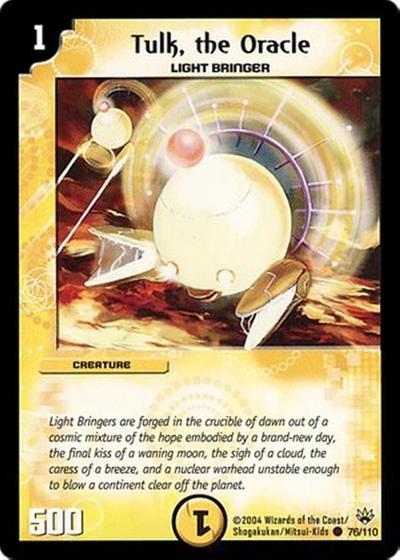 1
Tulk, the Oracle
LIGHT BRINGER
CREATURE
Light Bringers are forged in the crucible of dawn out of a
cosmic mixture of the hope embodied by a brand-new day,
the final kiss of a waning moon, the sigh of a cloud, the
caress of a breeze, and a nuclear warhead unstable enough
to blow a continent clear off the planet.
500
1
©2004 Wizards of the Coast/
Shogakukan/Mitsui-Kids 76/110